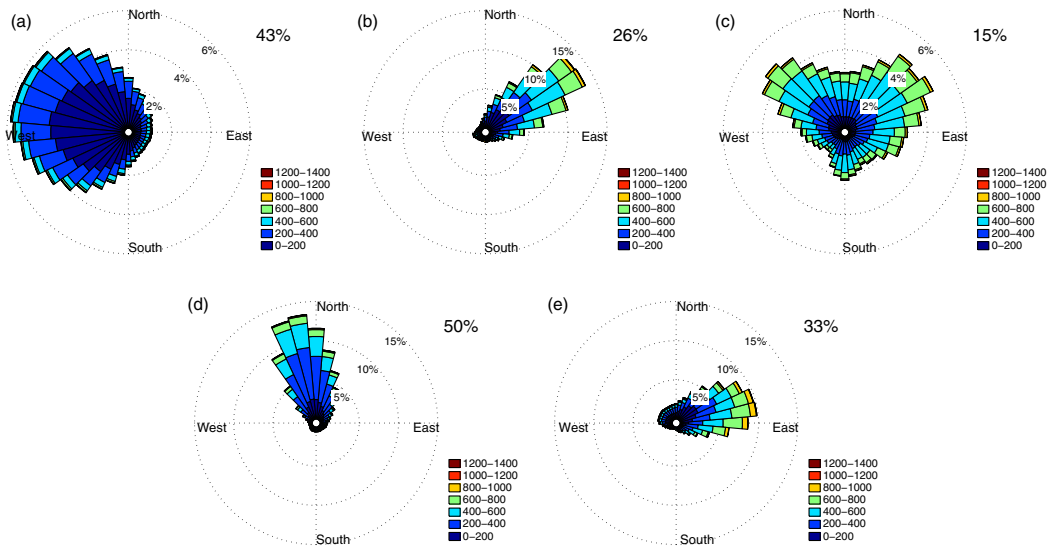 (a)
North
43%
6%
4%
2%
West
East
South
1200-1400
1000-1200
800-1000
600-800
400-600
200-400
0-200
(b)
North
26%
15%
10%
5%
West
East
South
1200-1400
1000-1200
800-1000
600-800
400-600
200-400
0-200
(c)
North
15%
6%
4%
2%
West
East
South
1200-1400
1000-1200
800-1000
600-800
400-600
200-400
0-200
(d)
North
50%
15%
10%
5%
West
East
South
1200-1400
1000-1200
800-1000
600-800
400-600
200-400
0-200
(e)
North
33%
15%
10%
5%
West
East
South
1200-1400
1000-1200
800-1000
600-800
400-600
200-400
0-200